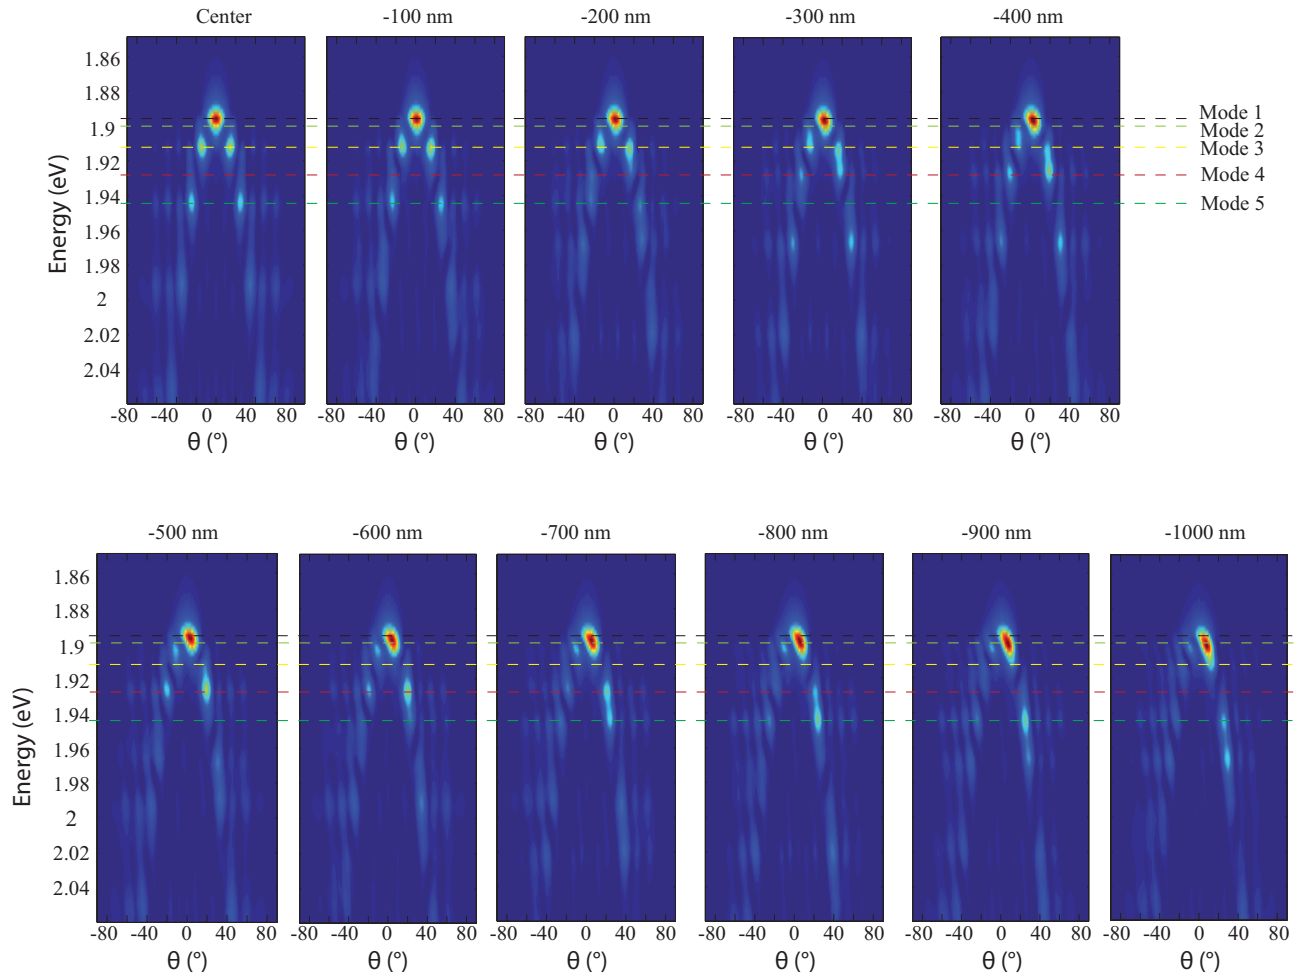 Center -100 nm -200 nm -300 nm -400 nm
1.86
1.88
1.9
1.92
1.94
1.96
1.98
2
2.02
2.04
Energy (eV)
Mode 1
Mode 2
Mode 3
Mode 4
Mode 5
-80 -40 0 40 80 -80 -40 0 40 80 -80 -40 0 40 80 -80 -40 0 40 80 -80 -40 0 40 80
θ (°) θ (°) θ (°) θ (°) θ (°)
-500 nm -600 nm -700 nm -800 nm -900 nm -1000 nm
1.86
1.88
1.9
1.92
1.94
1.96
1.98
2
2.02
2.04
Energy (eV)
-80 -40 0 40 80 -80 -40 0 40 80 -80 -40 0 40 80 -80 -40 0 40 80 -80 -40 0 40 80 -80 -40 0 40 80
θ (°) θ (°) θ (°) θ (°) θ (°) θ (°)